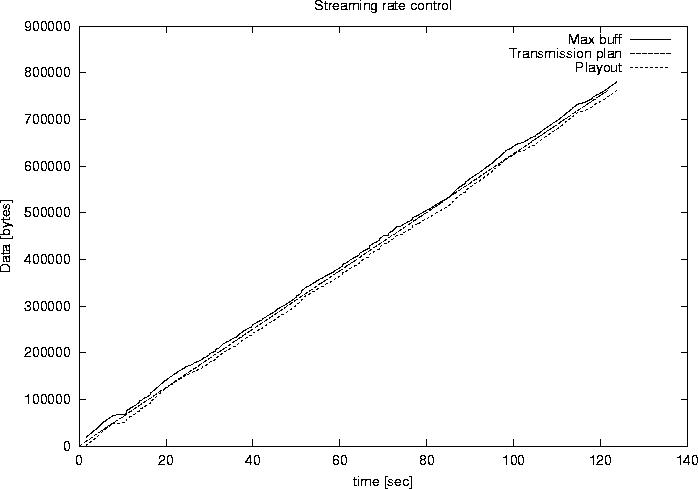 Streaming rate control
900000
800000
700000
600000
500000
400000
300000
200000
100000
0
Data [bytes]
Max buff
Transmission plan
Playout
0 20 40 60 80 100 120 140
time [sec]